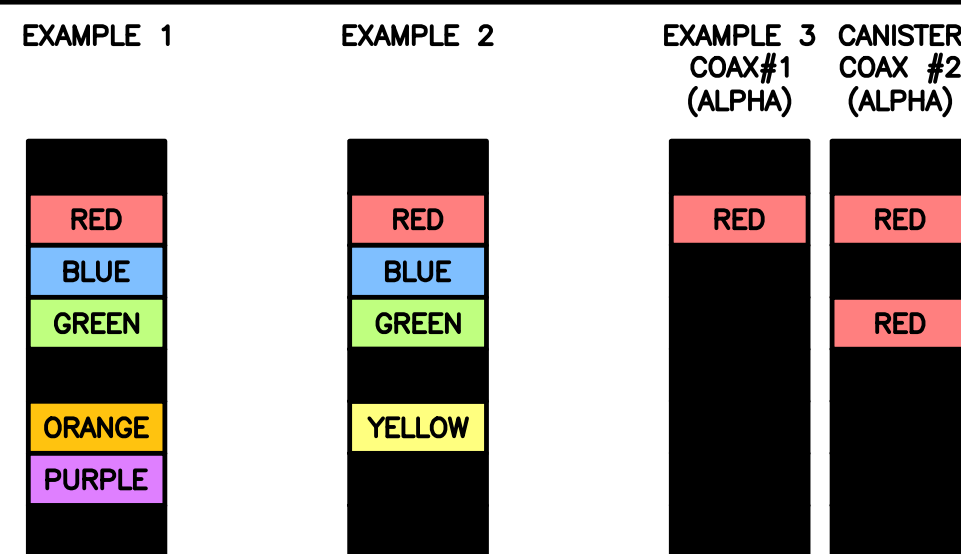 EXAMPLE 1
RED
BLUE
GREEN
ORANGE
PURPLE
EXAMPLE 2
RED
BLUE
GREEN
YELLOW
EXAMPLE 3
COAX#1
(ALPHA)
RED
CANISTER
COAX #2
(ALPHA)
RED
RED